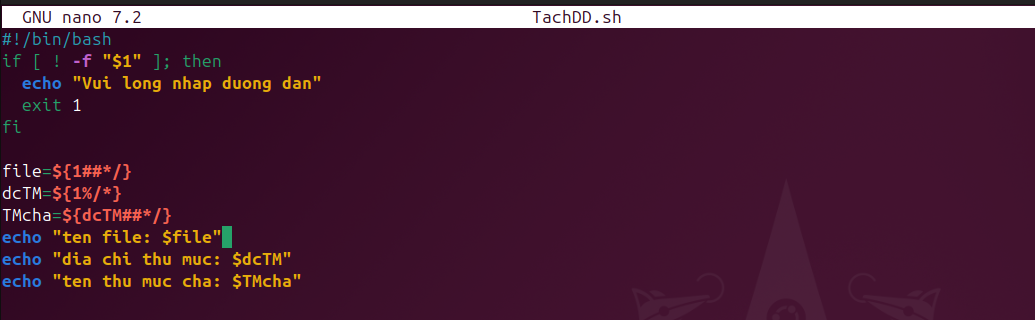 GNU nano 7.2 TachDD.sh
#!/bin/bash
if [ ! -f "$1" ]; then
  echo "Vui long nhap duong dan"
  exit 1
fi

file=${1##*/}
dcTM=${1%/*}
TMcha=${dcTM##*/}
echo "ten file: $file"
echo "dia chi thu muc: $dcTM"
echo "ten thu muc cha: $TMcha"